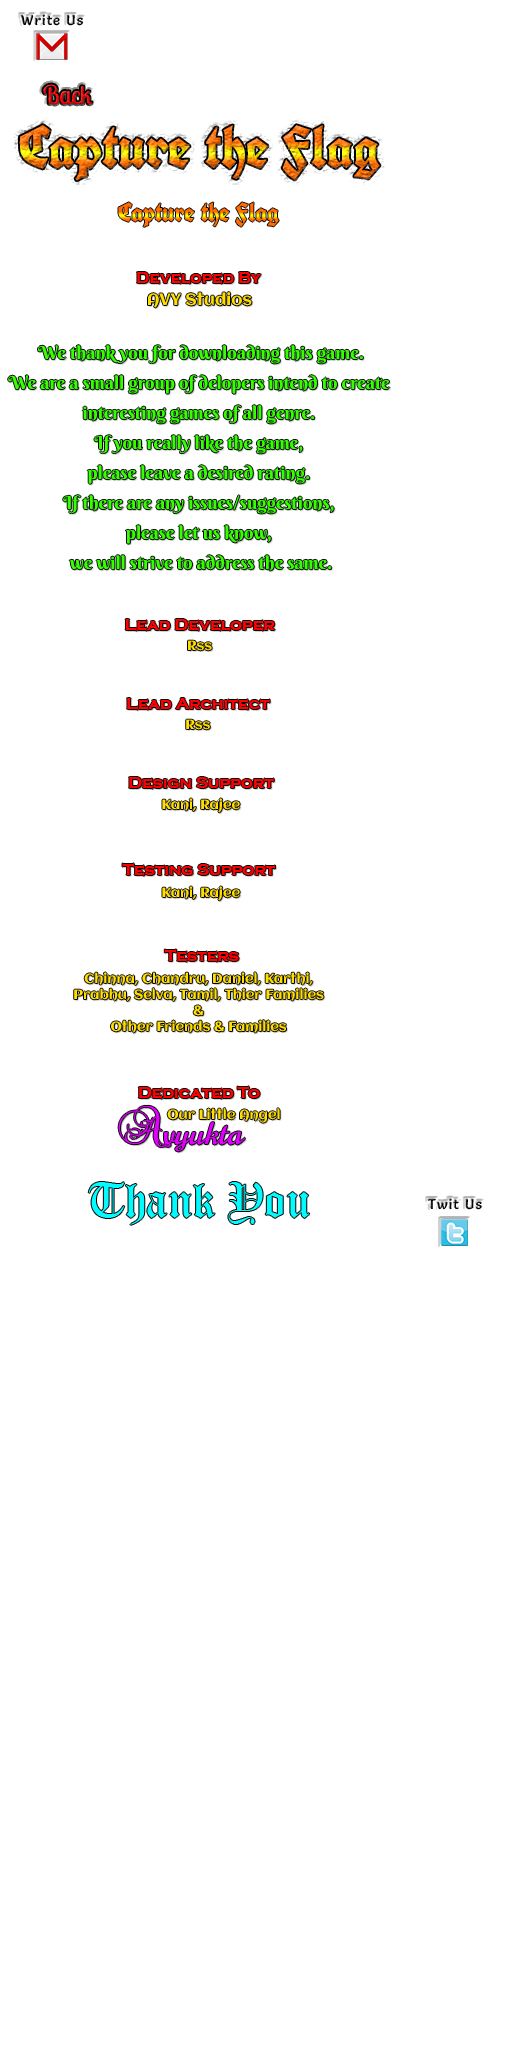 Write Us
Back
Capture the Flag
Capture the Flag
Developed By
AVY Studios
We thank you for downloading this game.
We are a small group of delopers intend to create
interesting games of all genre.
If you really like the game,
please leave a desired rating.
If there are any issues/suggestions,
please let us know,
we will strive to address the same.
Lead Developer
Rss
Lead Architect
Rss
Design Support
Kani, Rajee
Testing Support
Kani, Rajee
Testers
Chinna, Chandru, Daniel, Karthi,
Prabhu, Selva, Tamil, Thier Families
&
Other Friends & Families
Dedicated To
Our Little Angel
Avyukta
Thank You
Twit Us